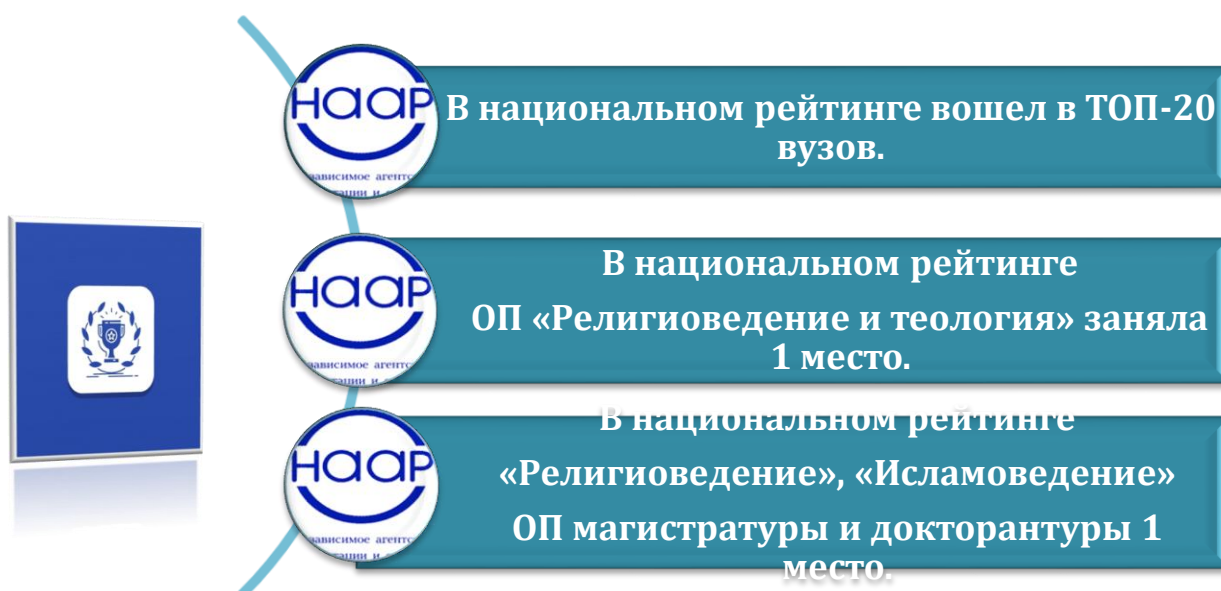 НААР
В национальном рейтинге вошел в ТОП-20
вузов.
НААР
В национальном рейтинге
ОП «Религиоведение и теология» заняла
1 место.
НААР
В национальном рейтинге
«Религиоведение», «Исламоведение»
ОП магистратуры и докторантуры 1
место.